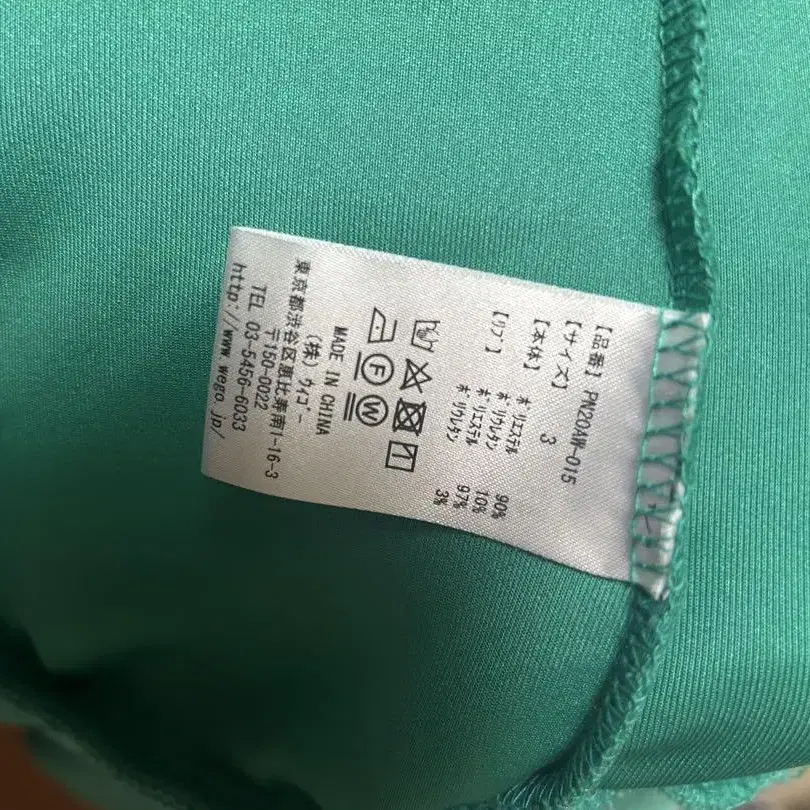 【品番】 PN20AW-015
【サイズ】 3
【本体】 ポリエステル 90%
ポリウレタン 10%
【リブ】 ポリエステル 97%
ポリウレタン 3%
MADE IN CHINA
(株) ウィゴー
〒150-0022
東京都渋谷区恵比寿南1-16-3
TEL 03-5456-6033
http://www.wego.jp/